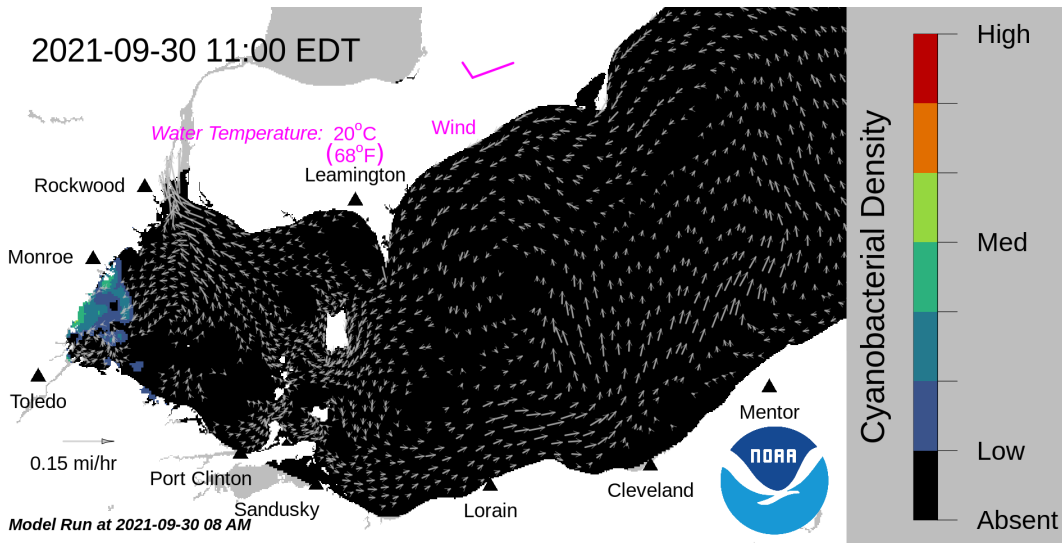 2021-09-30 11:00 EDT
Water Temperature: 20°C
(68°F)
Wind
Leamington
Rockwood
Monroe
Toledo
0.15 mi/hr
Port Clinton
Sandusky
Lorain
Cleveland
Mentor
NOAA
Model Run at 2021-09-30 08 AM
Cyanobacterial Density
High
Med
Low
Absent